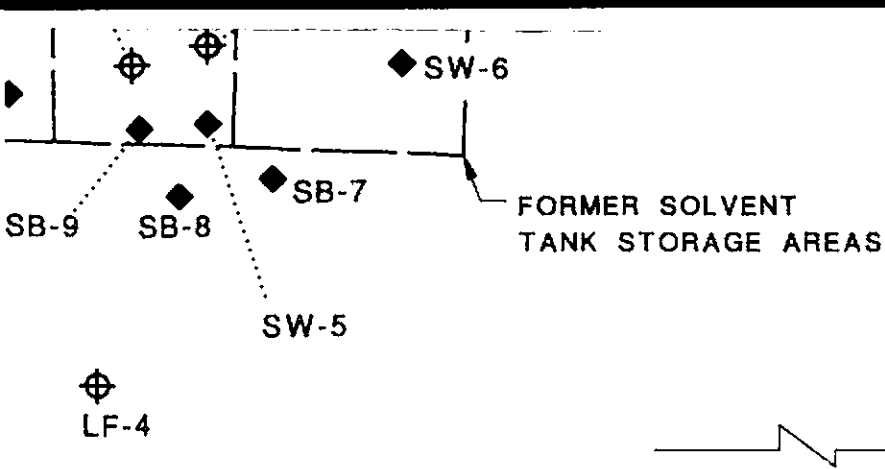 SW-6
SB-7
SB-9
SB-8
FORMER SOLVENT
TANK STORAGE AREAS
SW-5
LF-4